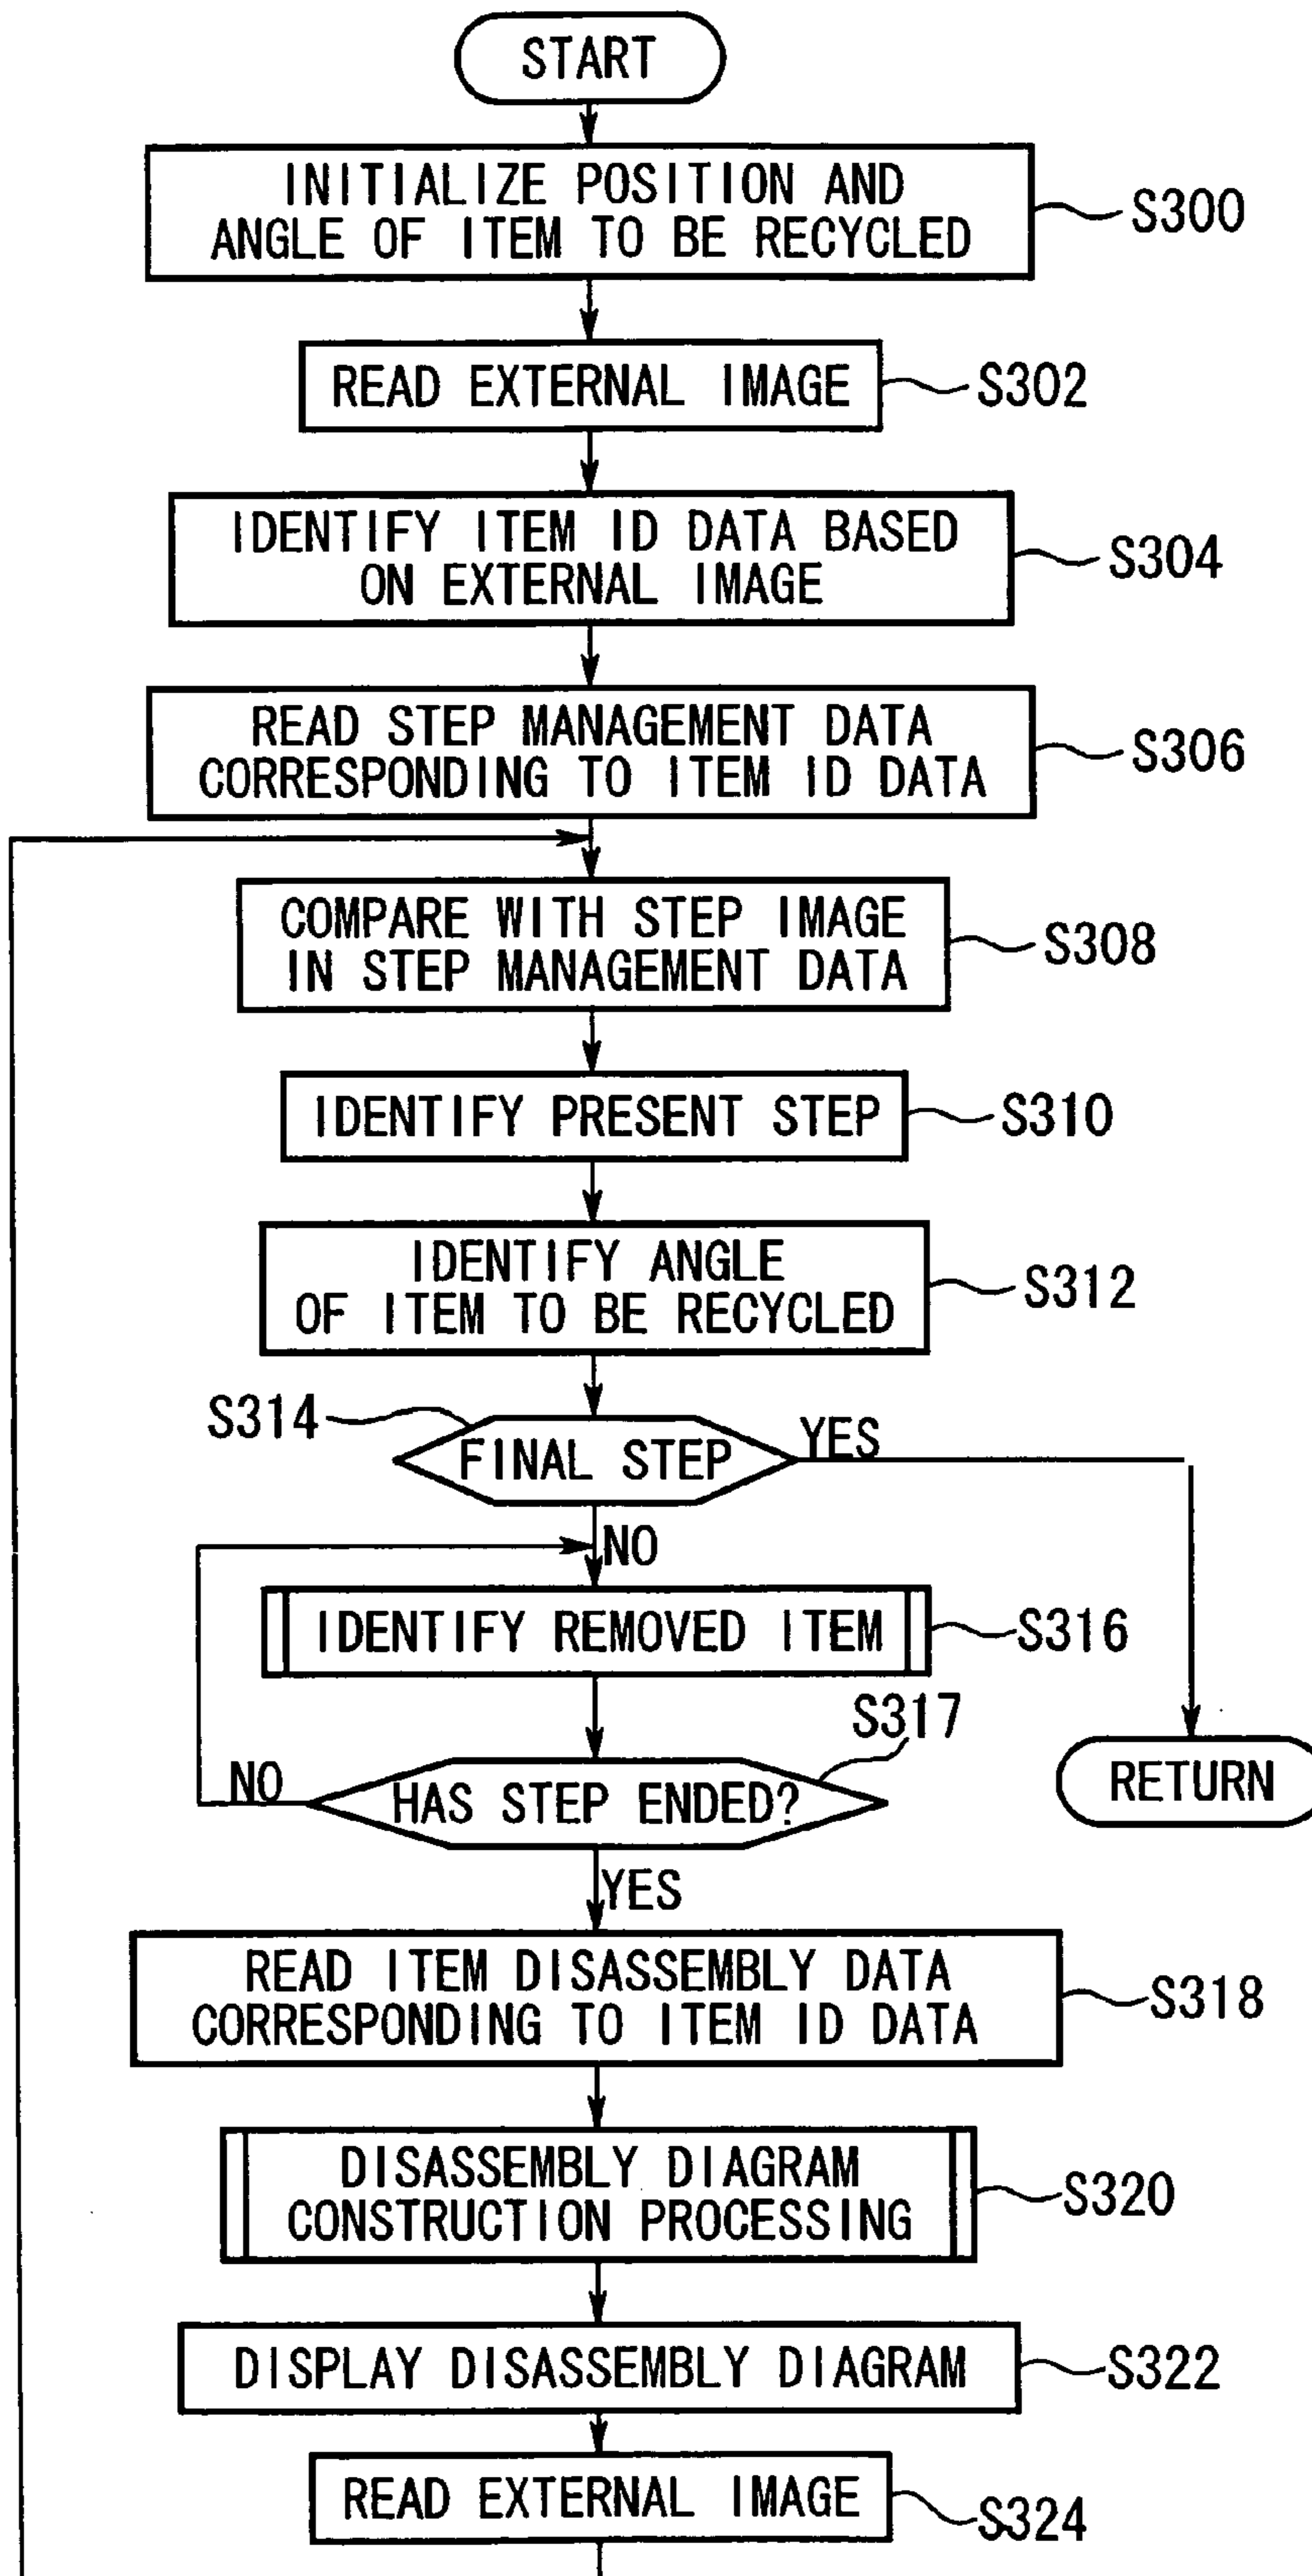 START
INITIALIZE POSITION AND
ANGLE OF ITEM TO BE RECYCLED
S300
READ EXTERNAL IMAGE
S302
IDENTIFY ITEM ID DATA BASED
ON EXTERNAL IMAGE
S304
READ STEP MANAGEMENT DATA
CORRESPONDING TO ITEM ID DATA
S306
COMPARE WITH STEP IMAGE
IN STEP MANAGEMENT DATA
S308
IDENTIFY PRESENT STEP
S310
IDENTIFY ANGLE
OF ITEM TO BE RECYCLED
S312
S314
FINAL STEP
YES
NO
IDENTIFY REMOVED ITEM
S316
S317
NO
HAS STEP ENDED?
RETURN
YES
READ ITEM DISASSEMBLY DATA
CORRESPONDING TO ITEM ID DATA
S318
DISASSEMBLY DIAGRAM
CONSTRUCTION PROCESSING
S320
DISPLAY DISASSEMBLY DIAGRAM
S322
READ EXTERNAL IMAGE
S324